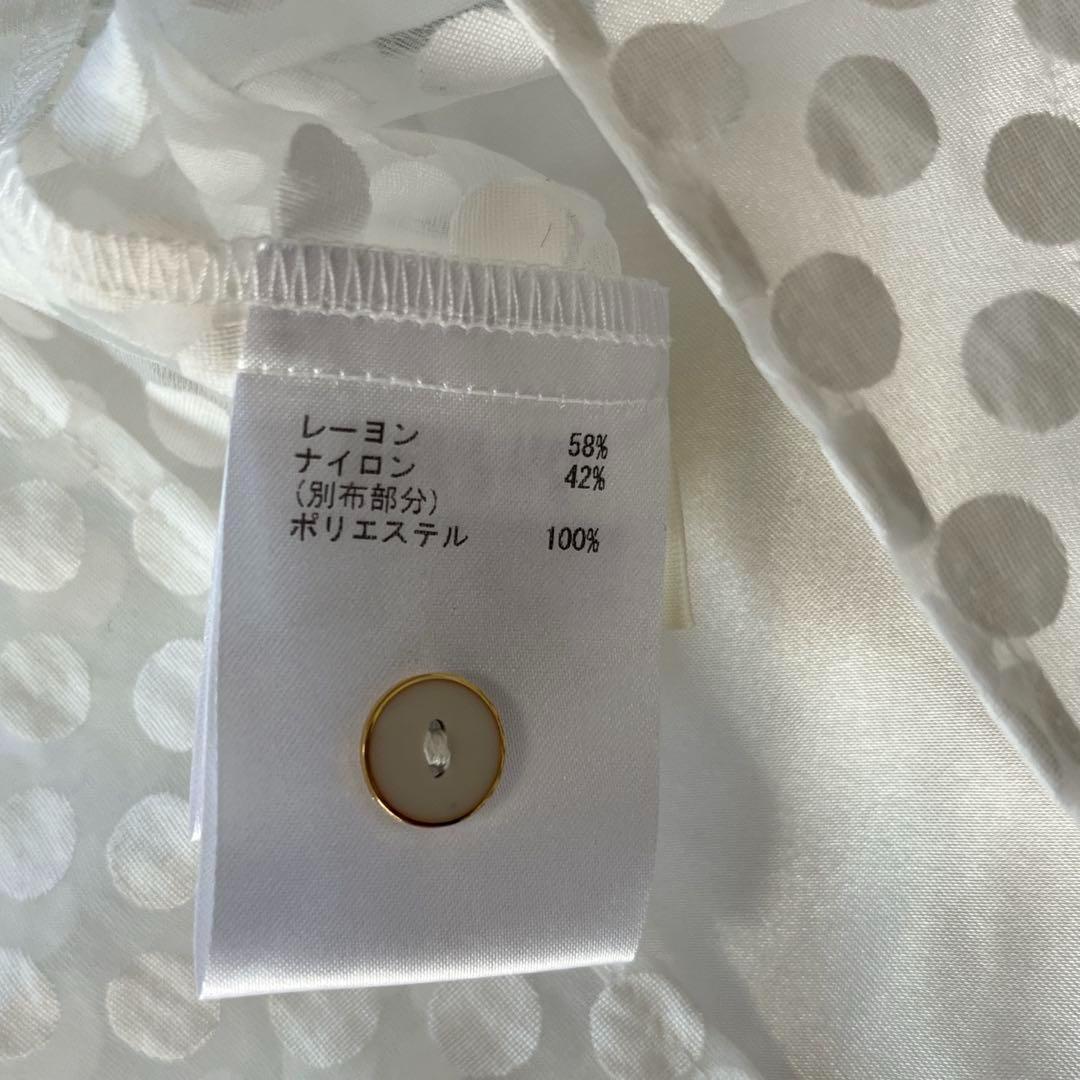 レーヨン 58%
ナイロン 42%
(別布部分)
ポリエステル 100%